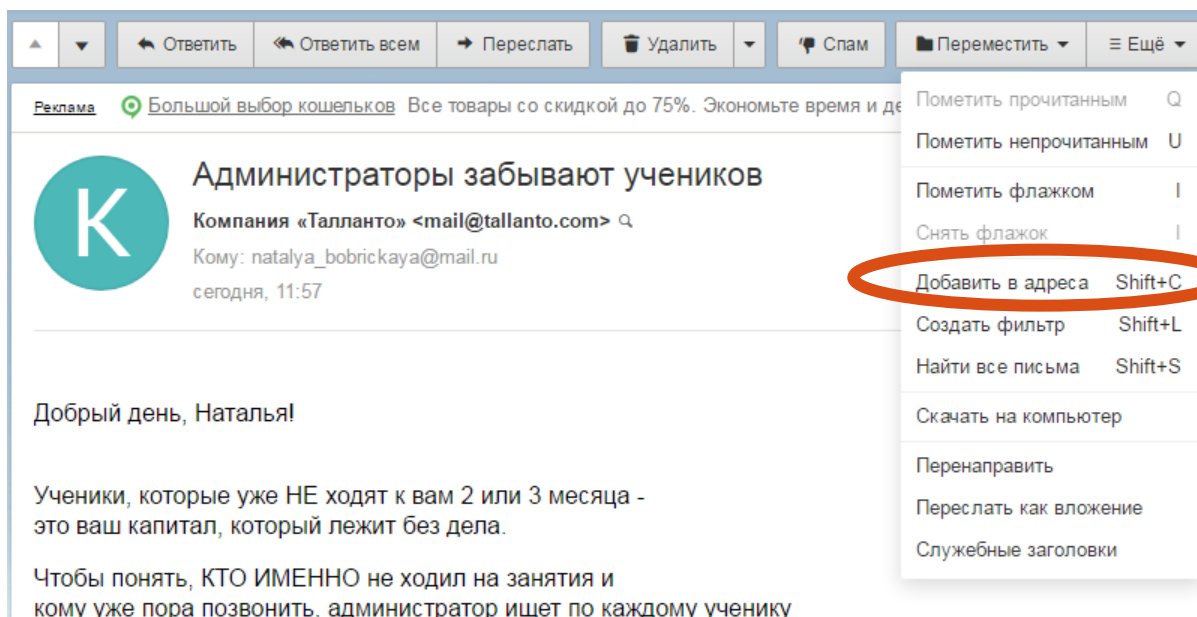 Ответить Ответить всем Переслать Удалить Спам Переместить Ещё
Реклама Большой выбор кошельков Все товары со скидкой до 75%. Экономьте время и
Пометить прочитанным Q
Пометить непрочитанным U
Пометить флажком I
Снять флажок I
Добавить в адреса Shift+C
Создать фильтр Shift+L
Найти все письма Shift+S
Скачать на компьютер
Перенаправить
Переслать как вложение
Служебные заголовки
К
Администраторы забывают учеников
Компания «Талланто» <mail@tallanto.com>
Кому: natalya_bobrickaya@mail.ru
сегодня, 11:57
Добрый день, Наталья!
Ученики, которые уже НЕ ходят к вам 2 или 3 месяца -
это ваш капитал, который лежит без дела.
Чтобы понять, КТО ИМЕННО не ходил на занятия и
кому уже пора позвонить, администратор ищет по каждому ученику